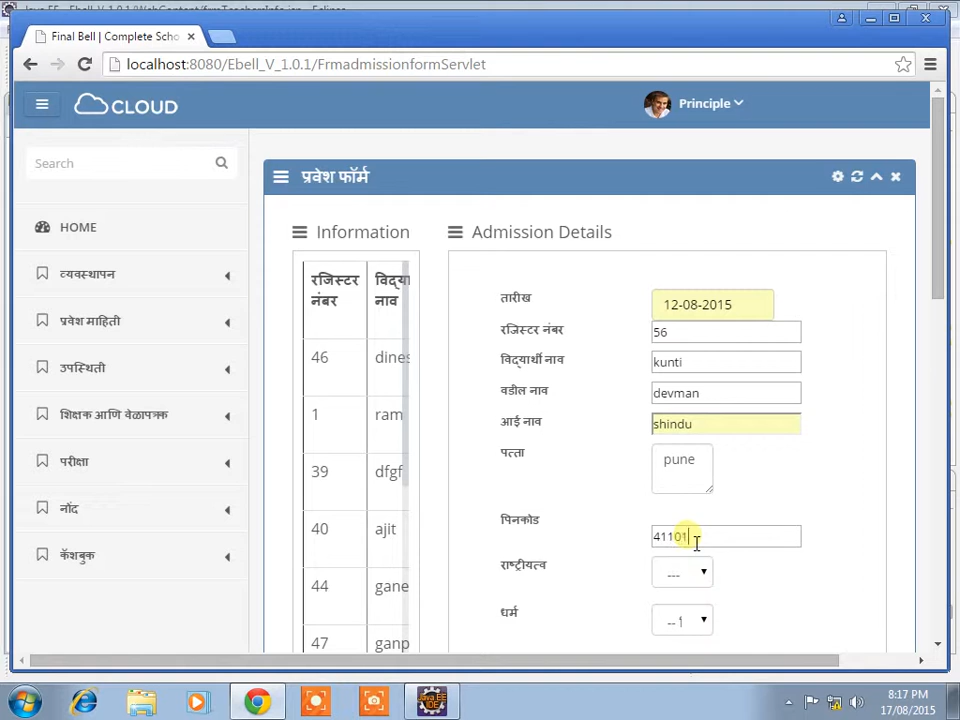 Final Bell | Complete Scho
localhost:8080/Ebell_V_1.0.1/FrmadmissionformServlet
CLOUD
Principle
Search
प्रवेश फॉर्म
HOME
व्यवस्थापन
प्रवेश माहिती
उपस्थिती
शिक्षक आणि वेळापत्रक
परीक्षा
नोंद
कॅशबुक
Information
रजिस्टर नंबर
नाव
46 dines
1 ram
39 dfgf
40 ajit
44 gane
47 ganp
Admission Details
तारीख 12-08-2015
रजिस्टर नंबर 56
विद्यार्थी नाव kunti
वडील नाव devman
आई नाव shindu
पत्ता pune
पिनकोड 41101
राष्ट्रीयत्व ---
धर्म
8:17 PM
17/08/2015